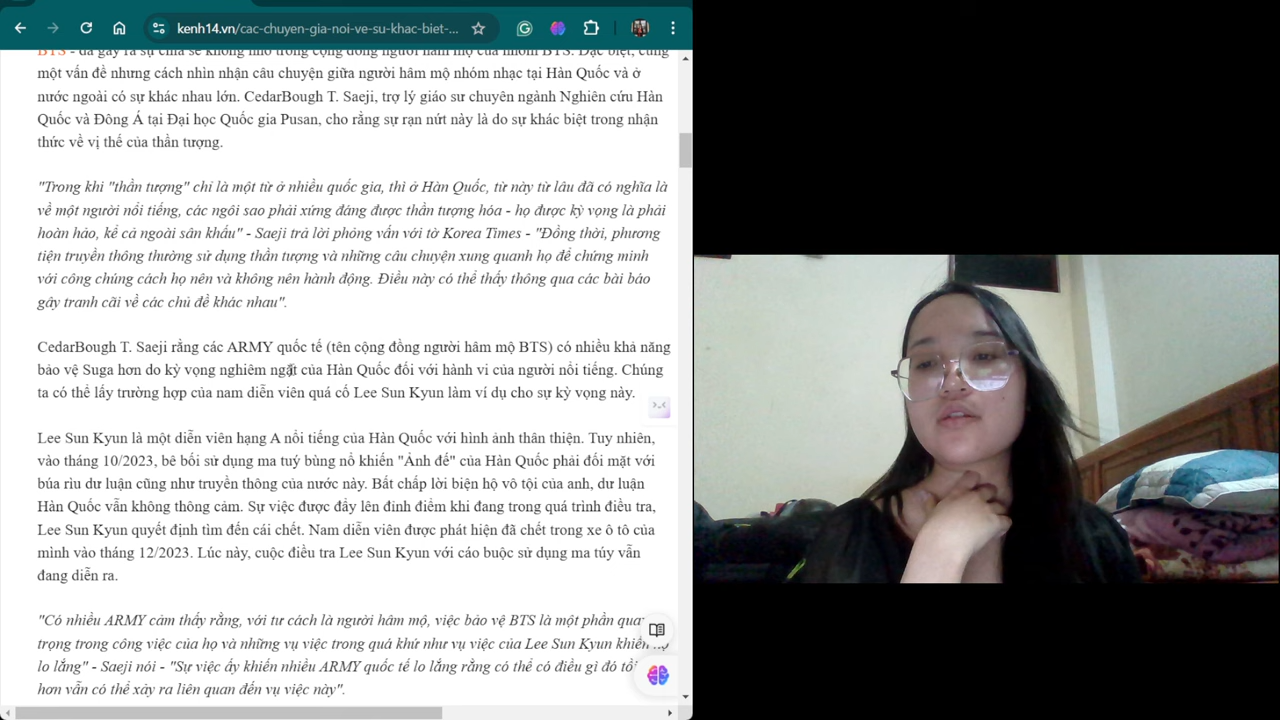 kenh14.vn/cac-chuyen-gia-noi-ve-su-khac-biet-...
BTS - đã gây ra sự chia sẻ không nhỏ trong cộng đồng người hâm mộ của nhóm BTS. Đặc biệt, cùng
một vấn đề nhưng cách nhìn nhận câu chuyện giữa người hâm mộ nhóm nhạc tại Hàn Quốc và ở
nước ngoài có sự khác nhau lớn. CedarBough T. Saeji, trợ lý giáo sư chuyên ngành Nghiên cứu Hàn
Quốc và Đông Á tại Đại học Quốc gia Pusan, cho rằng sự rạn nứt này là do sự khác biệt trong nhận
thức về vị thế của thần tượng.
"Trong khi "thần tượng" chỉ là một từ ở nhiều quốc gia, thì ở Hàn Quốc, từ này từ lâu đã có nghĩa là
về một người nổi tiếng, các ngôi sao phải xứng đáng được thần tượng hóa - họ được kỳ vọng là phải
hoàn hảo, kể cả ngoài sân khấu" - Saeji trả lời phỏng vấn với tờ Korea Times - "Đồng thời, phương
tiện truyền thông thường sử dụng thần tượng và những câu chuyện xung quanh họ để chứng minh
với công chúng cách họ nên và không nên hành động. Điều này có thể thấy thông qua các bài báo
gây tranh cãi về các chủ đề khác nhau".
CedarBough T. Saeji rằng các ARMY quốc tế (tên cộng đồng người hâm mộ BTS) có nhiều khả năng
bảo vệ Suga hơn do kỳ vọng nghiêm ngặt của Hàn Quốc đối với hành vi của người nổi tiếng. Chúng
ta có thể lấy trường hợp của nam diễn viên quá cố Lee Sun Kyun làm ví dụ cho sự kỳ vọng này.
Lee Sun Kyun là một diễn viên hạng A nổi tiếng của Hàn Quốc với hình ảnh thân thiện. Tuy nhiên,
vào tháng 10/2023, bê bối sử dụng ma tuý bùng nổ khiến "Ảnh đế" của Hàn Quốc phải đối mặt với
búa rìu dư luận cũng như truyền thông của nước này. Bất chấp lời biện hộ vô tội của anh, dư luận
Hàn Quốc vẫn không thông cảm. Sự việc được đẩy lên đỉnh điểm khi đang trong quá trình điều tra,
Lee Sun Kyun quyết định tìm đến cái chết. Nam diễn viên được phát hiện đã chết trong xe ô tô của
mình vào tháng 12/2023. Lúc này, cuộc điều tra Lee Sun Kyun với cáo buộc sử dụng ma túy vẫn
đang diễn ra.
"Có nhiều ARMY cảm thấy rằng, với tư cách là người hâm mộ, việc bảo vệ BTS là một phần
trọng trong công việc của họ và những vụ việc trong quá khứ như vụ việc của Lee Sun Kyun khiến
lo lắng" - Saeji nói - "Sự việc ấy khiến nhiều ARMY quốc tế lo lắng rằng có thể có điều gì đó
hơn vẫn có thể xảy ra liên quan đến vụ việc này".